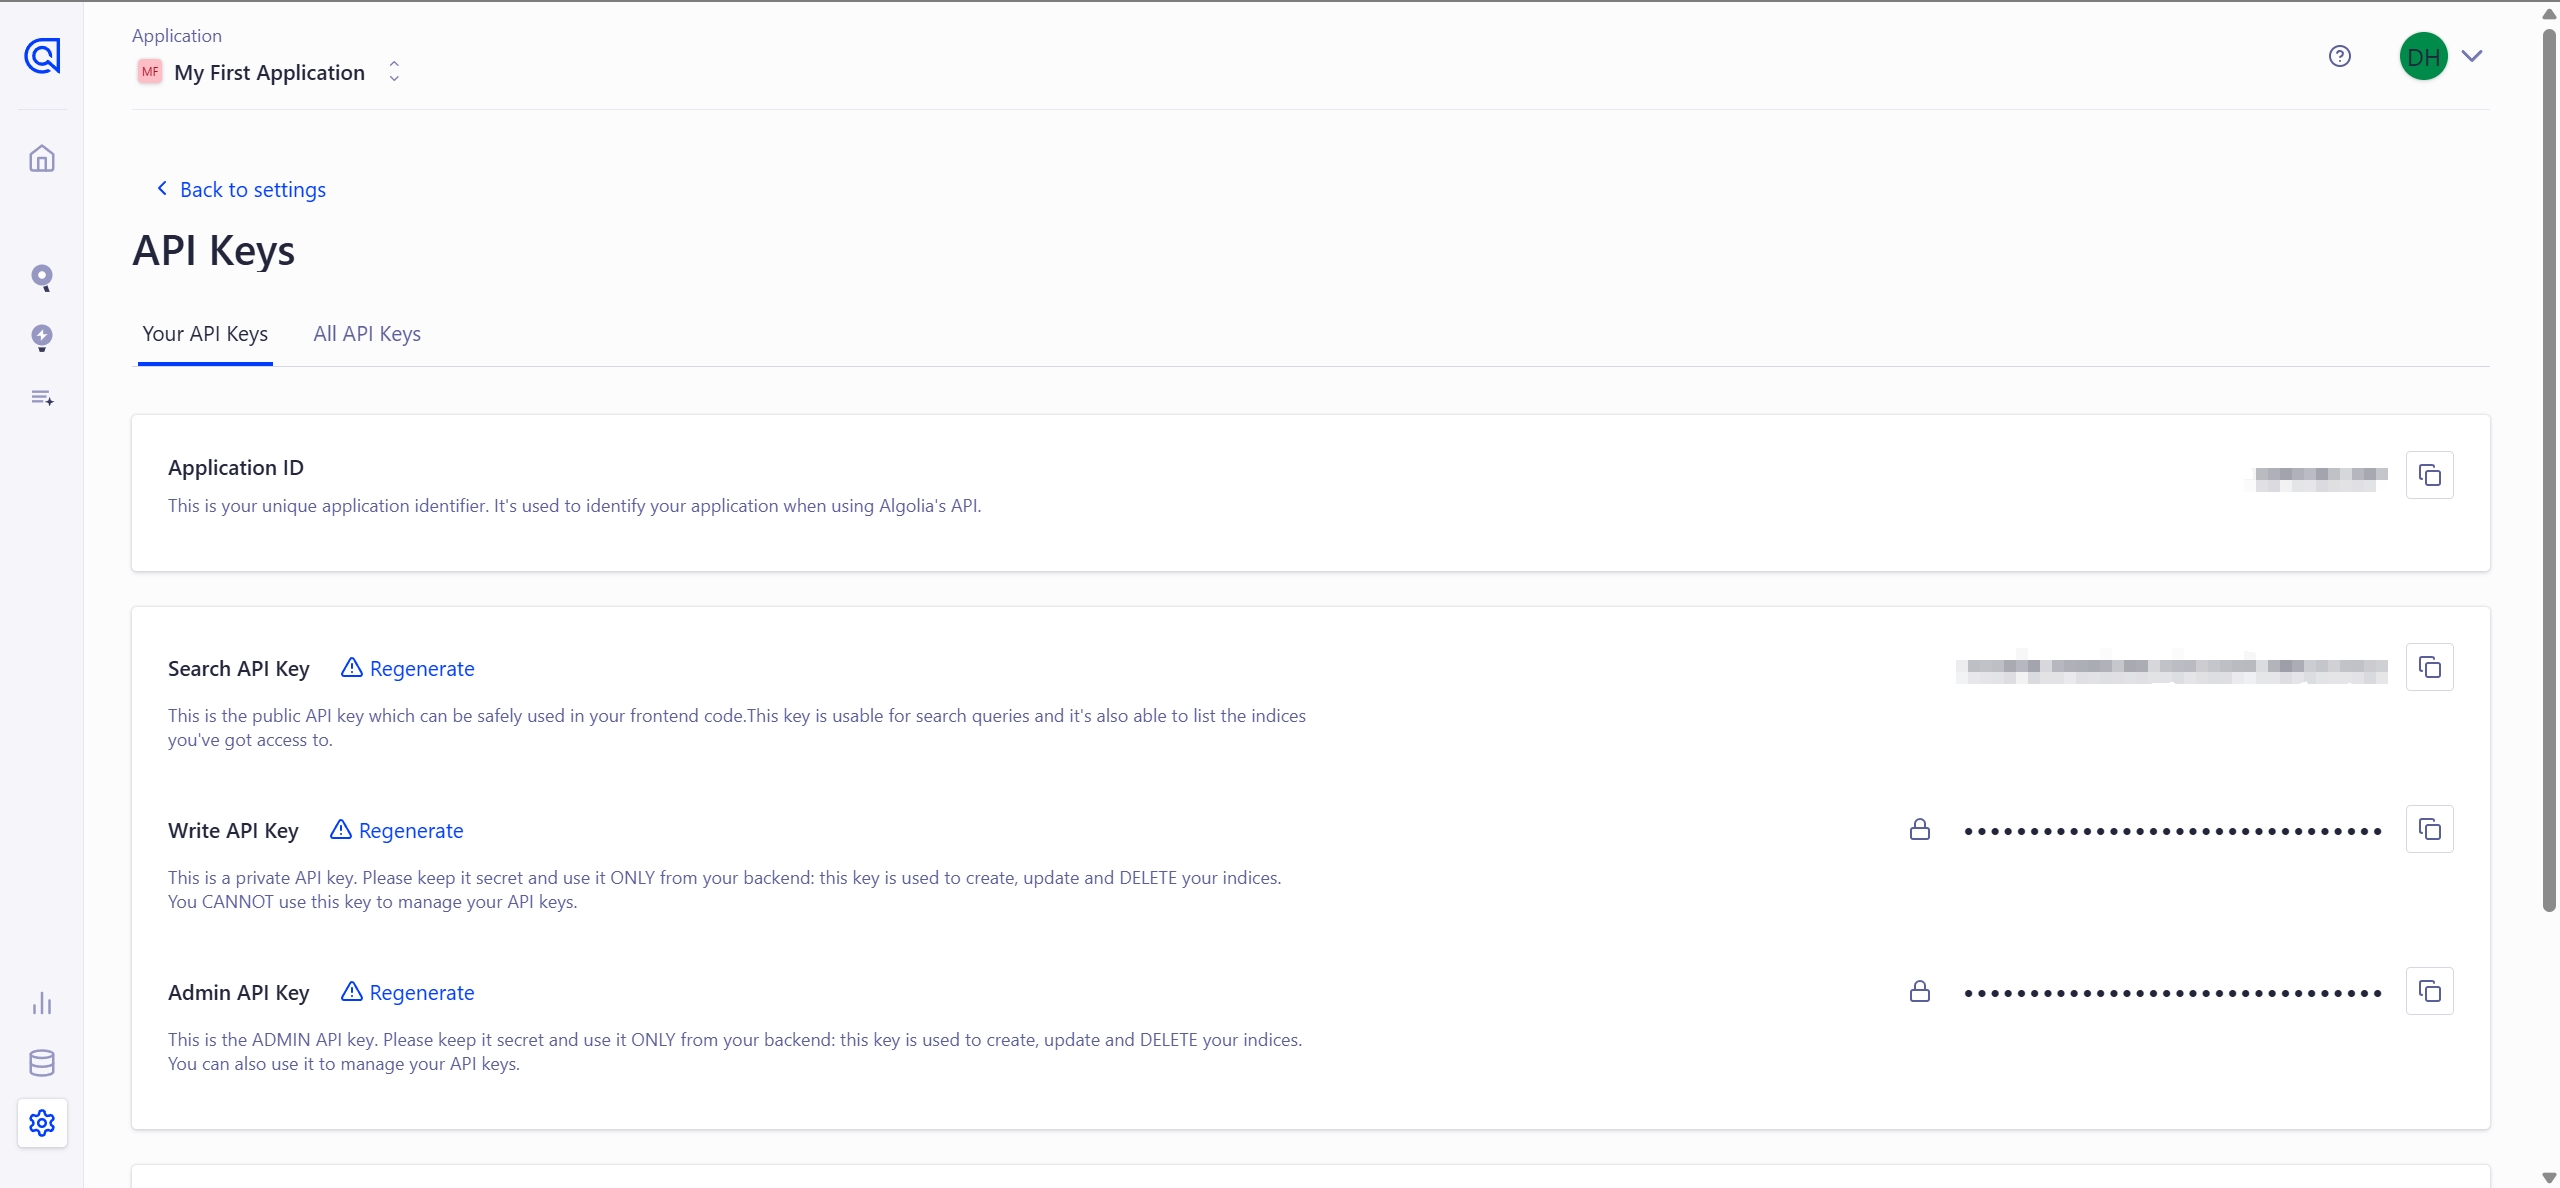 Application
MF My First Application
DH
Back to settings
API Keys
Your API Keys All API Keys
Application ID
This is your unique application identifier. It's used to identify your application when using Algolia's API.
Search API Key Regenerate
This is the public API key which can be safely used in your frontend code.This key is usable for search queries and it's also able to list the indices
you've got access to.
Write API Key Regenerate
••••••••••••••••••••••••••••••••
This is a private API key. Please keep it secret and use it ONLY from your backend: this key is used to create, update and DELETE your indices.
You CANNOT use this key to manage your API keys.
Admin API Key Regenerate
••••••••••••••••••••••••••••••••
This is the ADMIN API key. Please keep it secret and use it ONLY from your backend: this key is used to create, update and DELETE your indices.
You can also use it to manage your API keys.